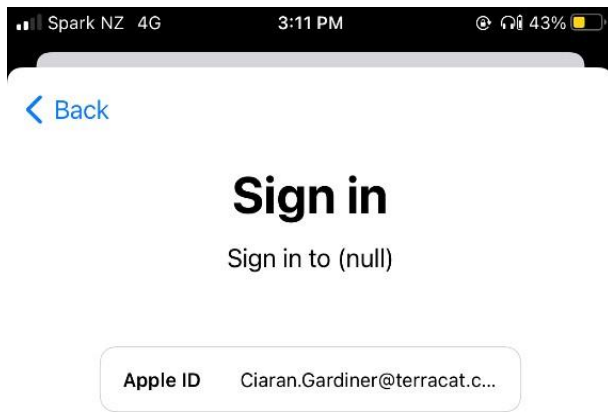 Spark NZ 4G 3:11 PM 43%
Back
Sign in
Sign in to (null)
Apple ID Ciaran.Gardiner@terracat.c...